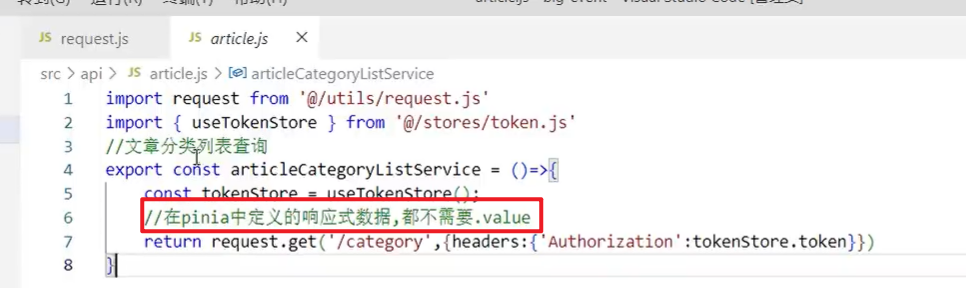 request.js
article.js
src > api > JS article.js > articleCategoryListService
1 import request from '@/utils/request.js'
2 import { useTokenStore } from '@/stores/token.js'
3 //文章分类列表查询
4 export const articleCategoryListService = ()=>{
5 const tokenStore = useTokenStore();
6 //在pinia中定义的响应式数据,都不需要.value
7 return request.get('/category',{headers:{'Authorization':tokenStore.token}})
8 }